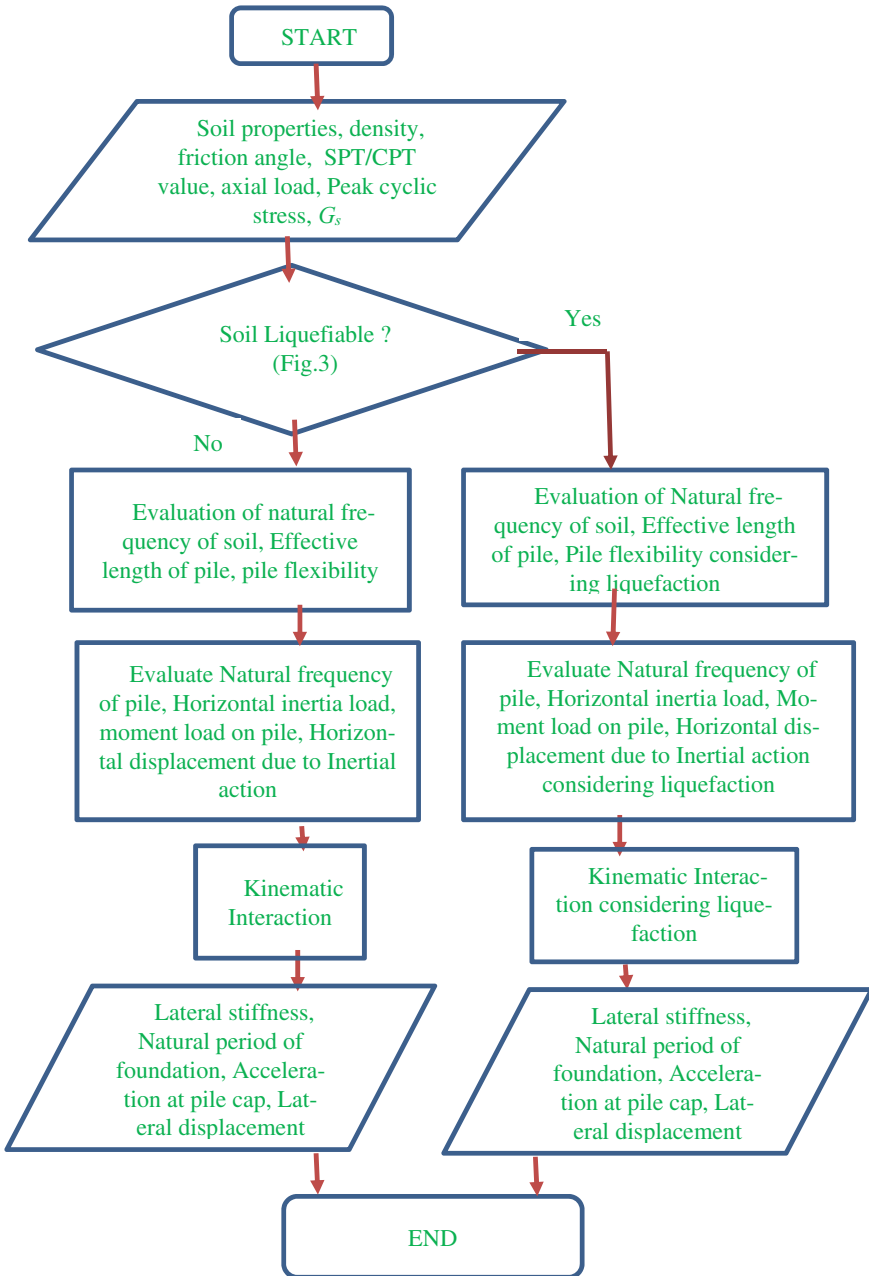 START
Soil properties, density,
friction angle, SPT/CPT
value, axial load, Peak cyclic
stress, Gs
Soil Liquefiable ?
(Fig.3)
Yes
No
Evaluation of natural fre-
quency of soil, Effective
length of pile, pile flexibility
Evaluation of Natural fre-
quency of soil, Effective length
of pile, Pile flexibility consider-
ing liquefaction
Evaluate Natural frequency
of pile, Horizontal inertia load,
moment load on pile, Horizon-
tal displacement due to Inertial
action
Evaluate Natural frequency of
pile, Horizontal inertia load, Mo-
ment load on pile, Horizontal dis-
placement due to Inertial action
considering liquefaction
Kinematic
Interaction
Kinematic Interac-
tion considering lique-
faction
Lateral stiffness,
Natural period of
foundation, Accelera-
tion at pile cap, Lat-
eral displacement
Lateral stiffness,
Natural period of
foundation, Accelera-
tion at pile cap, Lat-
eral displacement
END